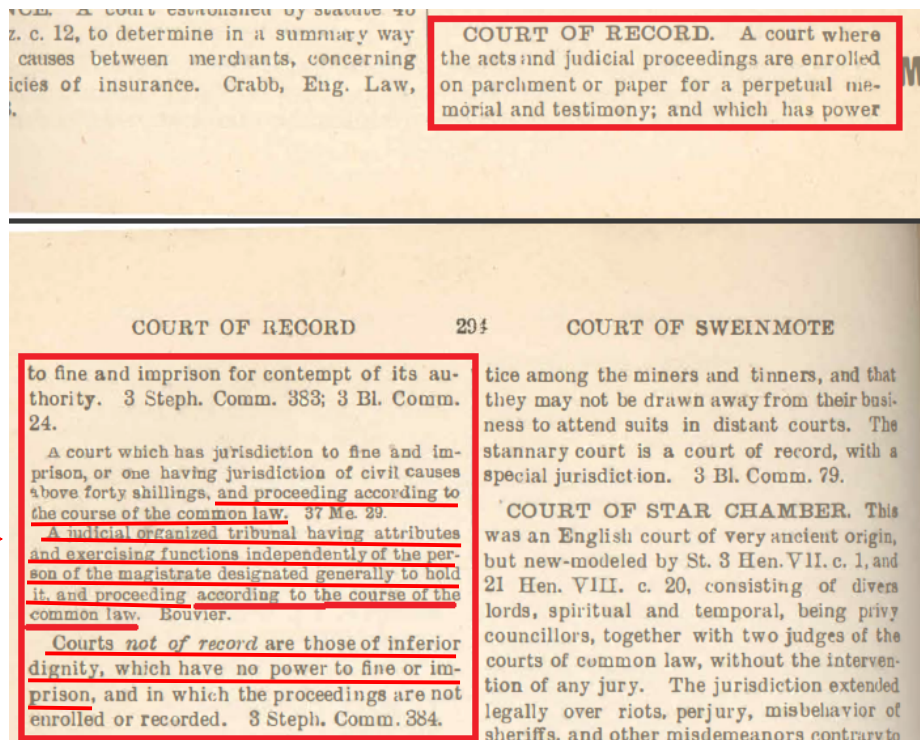 NCE. A court established by statute 43
z. c. 12, to determine in a summary way
causes between merchants, concerning
icies of insurance. Crabb, Eng. Law,
COURT OF RECORD. A court where
the acts and judicial proceedings are enrolled
on parchment or paper for a perpetual me-
morial and testimony; and which has power
M
COURT OF RECORD
294
COURT OF SWEINMOTE
to fine and imprison for contempt of its au-
thority. 3 Steph. Comm. 383; 3 Bl. Comm.
24.
A court which has jurisdiction to fine and im-
prison, or one having jurisdiction of civil causes
above forty shillings, and proceeding according to
the course of the common law. 37 Me. 29.
A judicial organized tribunal having attributes
and exercising functions independently of the per-
son of the magistrate designated generally to hold
it, and proceeding according to the course of the
common law. Bouvier.
Courts not of record are those of inferior
dignity, which have no power to fine or im-
prison, and in which the proceedings are not
enrolled or recorded. 3 Steph. Comm. 384.
tice among the miners and tinners, and that
they may not be drawn away from their busi-
ness to attend suits in distant courts. The
stannary court is a court of record, with a
special jurisdiction. 3 Bl. Comm. 79.
COURT OF STAR CHAMBER. This
was an English court of very ancient origin,
but new-modeled by St. 3 Hen. VII. c. 1, and
21 Hen. VIII. c. 20, consisting of divers
lords, spiritual and temporal, being privy
councillors, together with two judges of the
courts of common law, without the interven-
tion of any jury. The jurisdiction extended
legally over riots, perjury, misbehavior of
sheriffs, and other misdemeanors contrary to